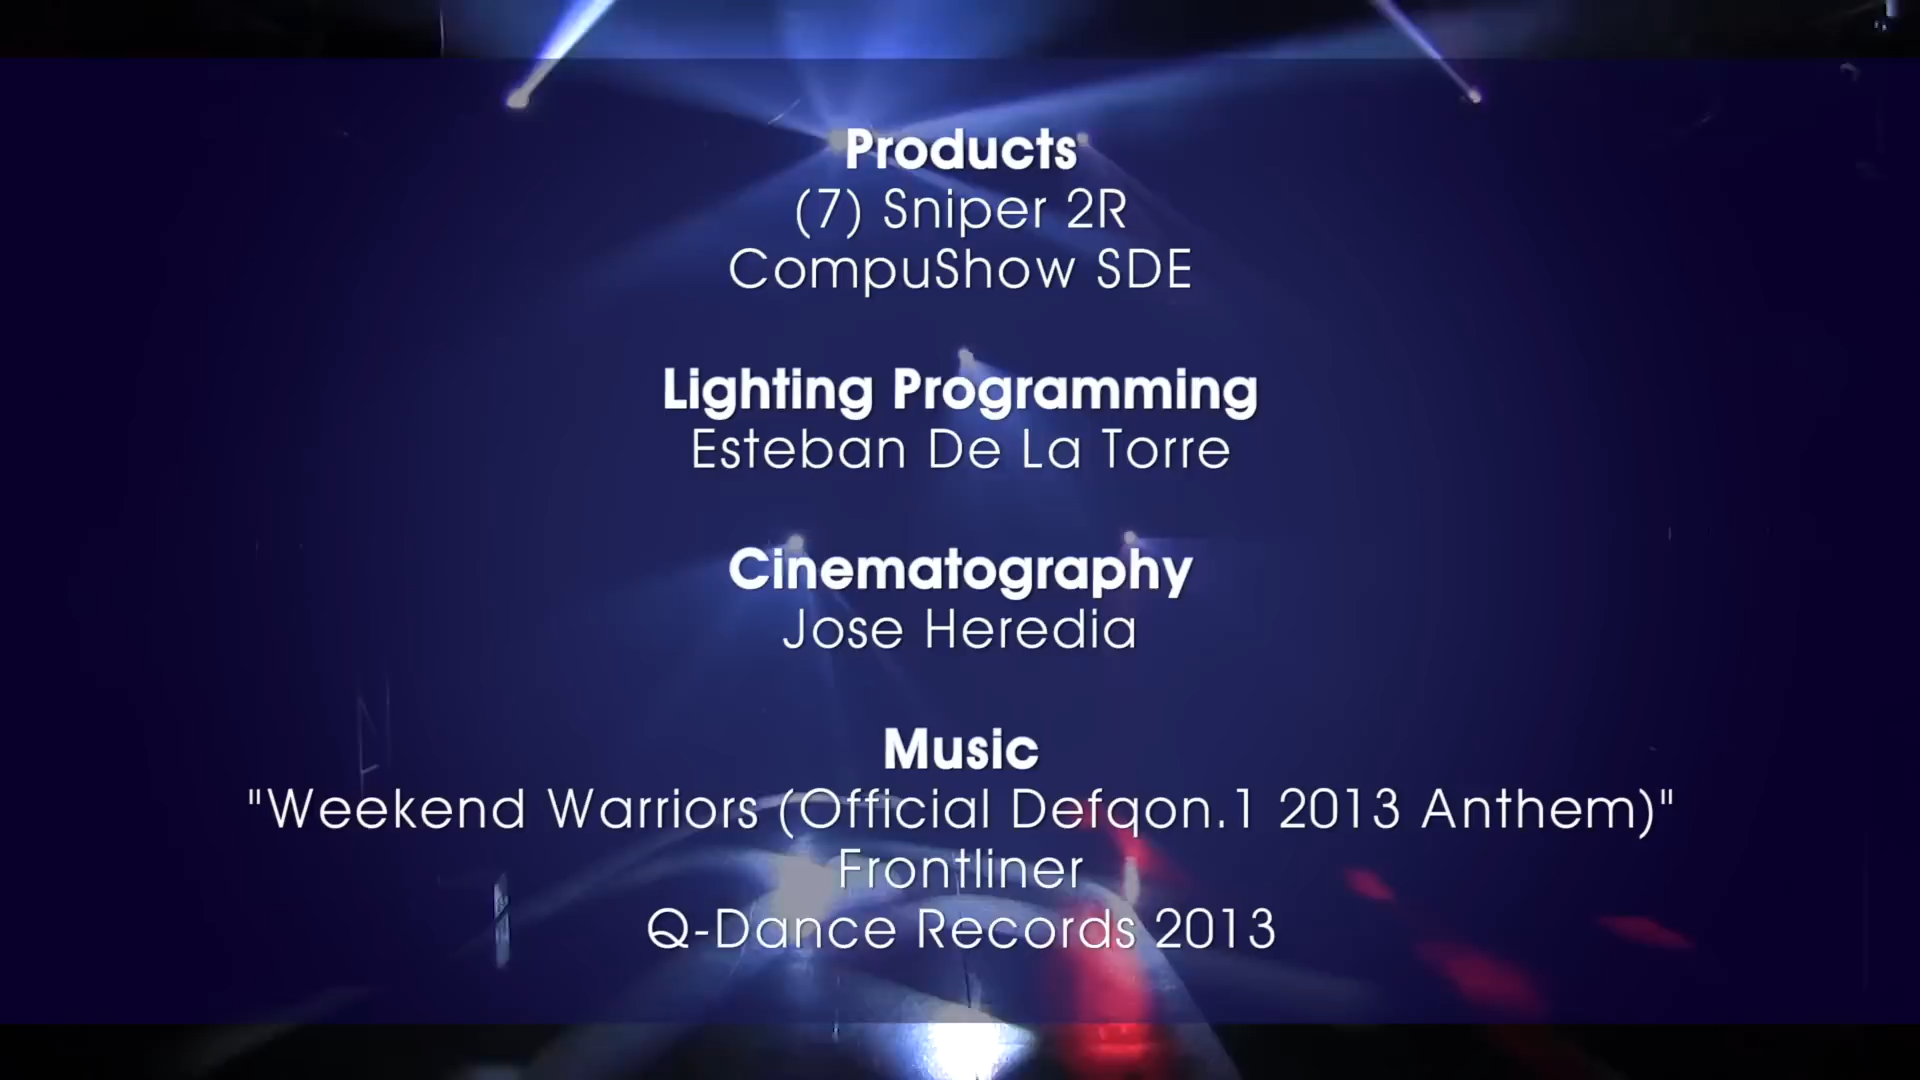 Products
(7) Sniper 2R
CompuShow SDE
Lighting Programming
Esteban De La Torre
Cinematography
Jose Heredia
Music
"Weekend Warriors (Official Defqon.1 2013 Anthem)"
Frontliner
Q-Dance Records 2013